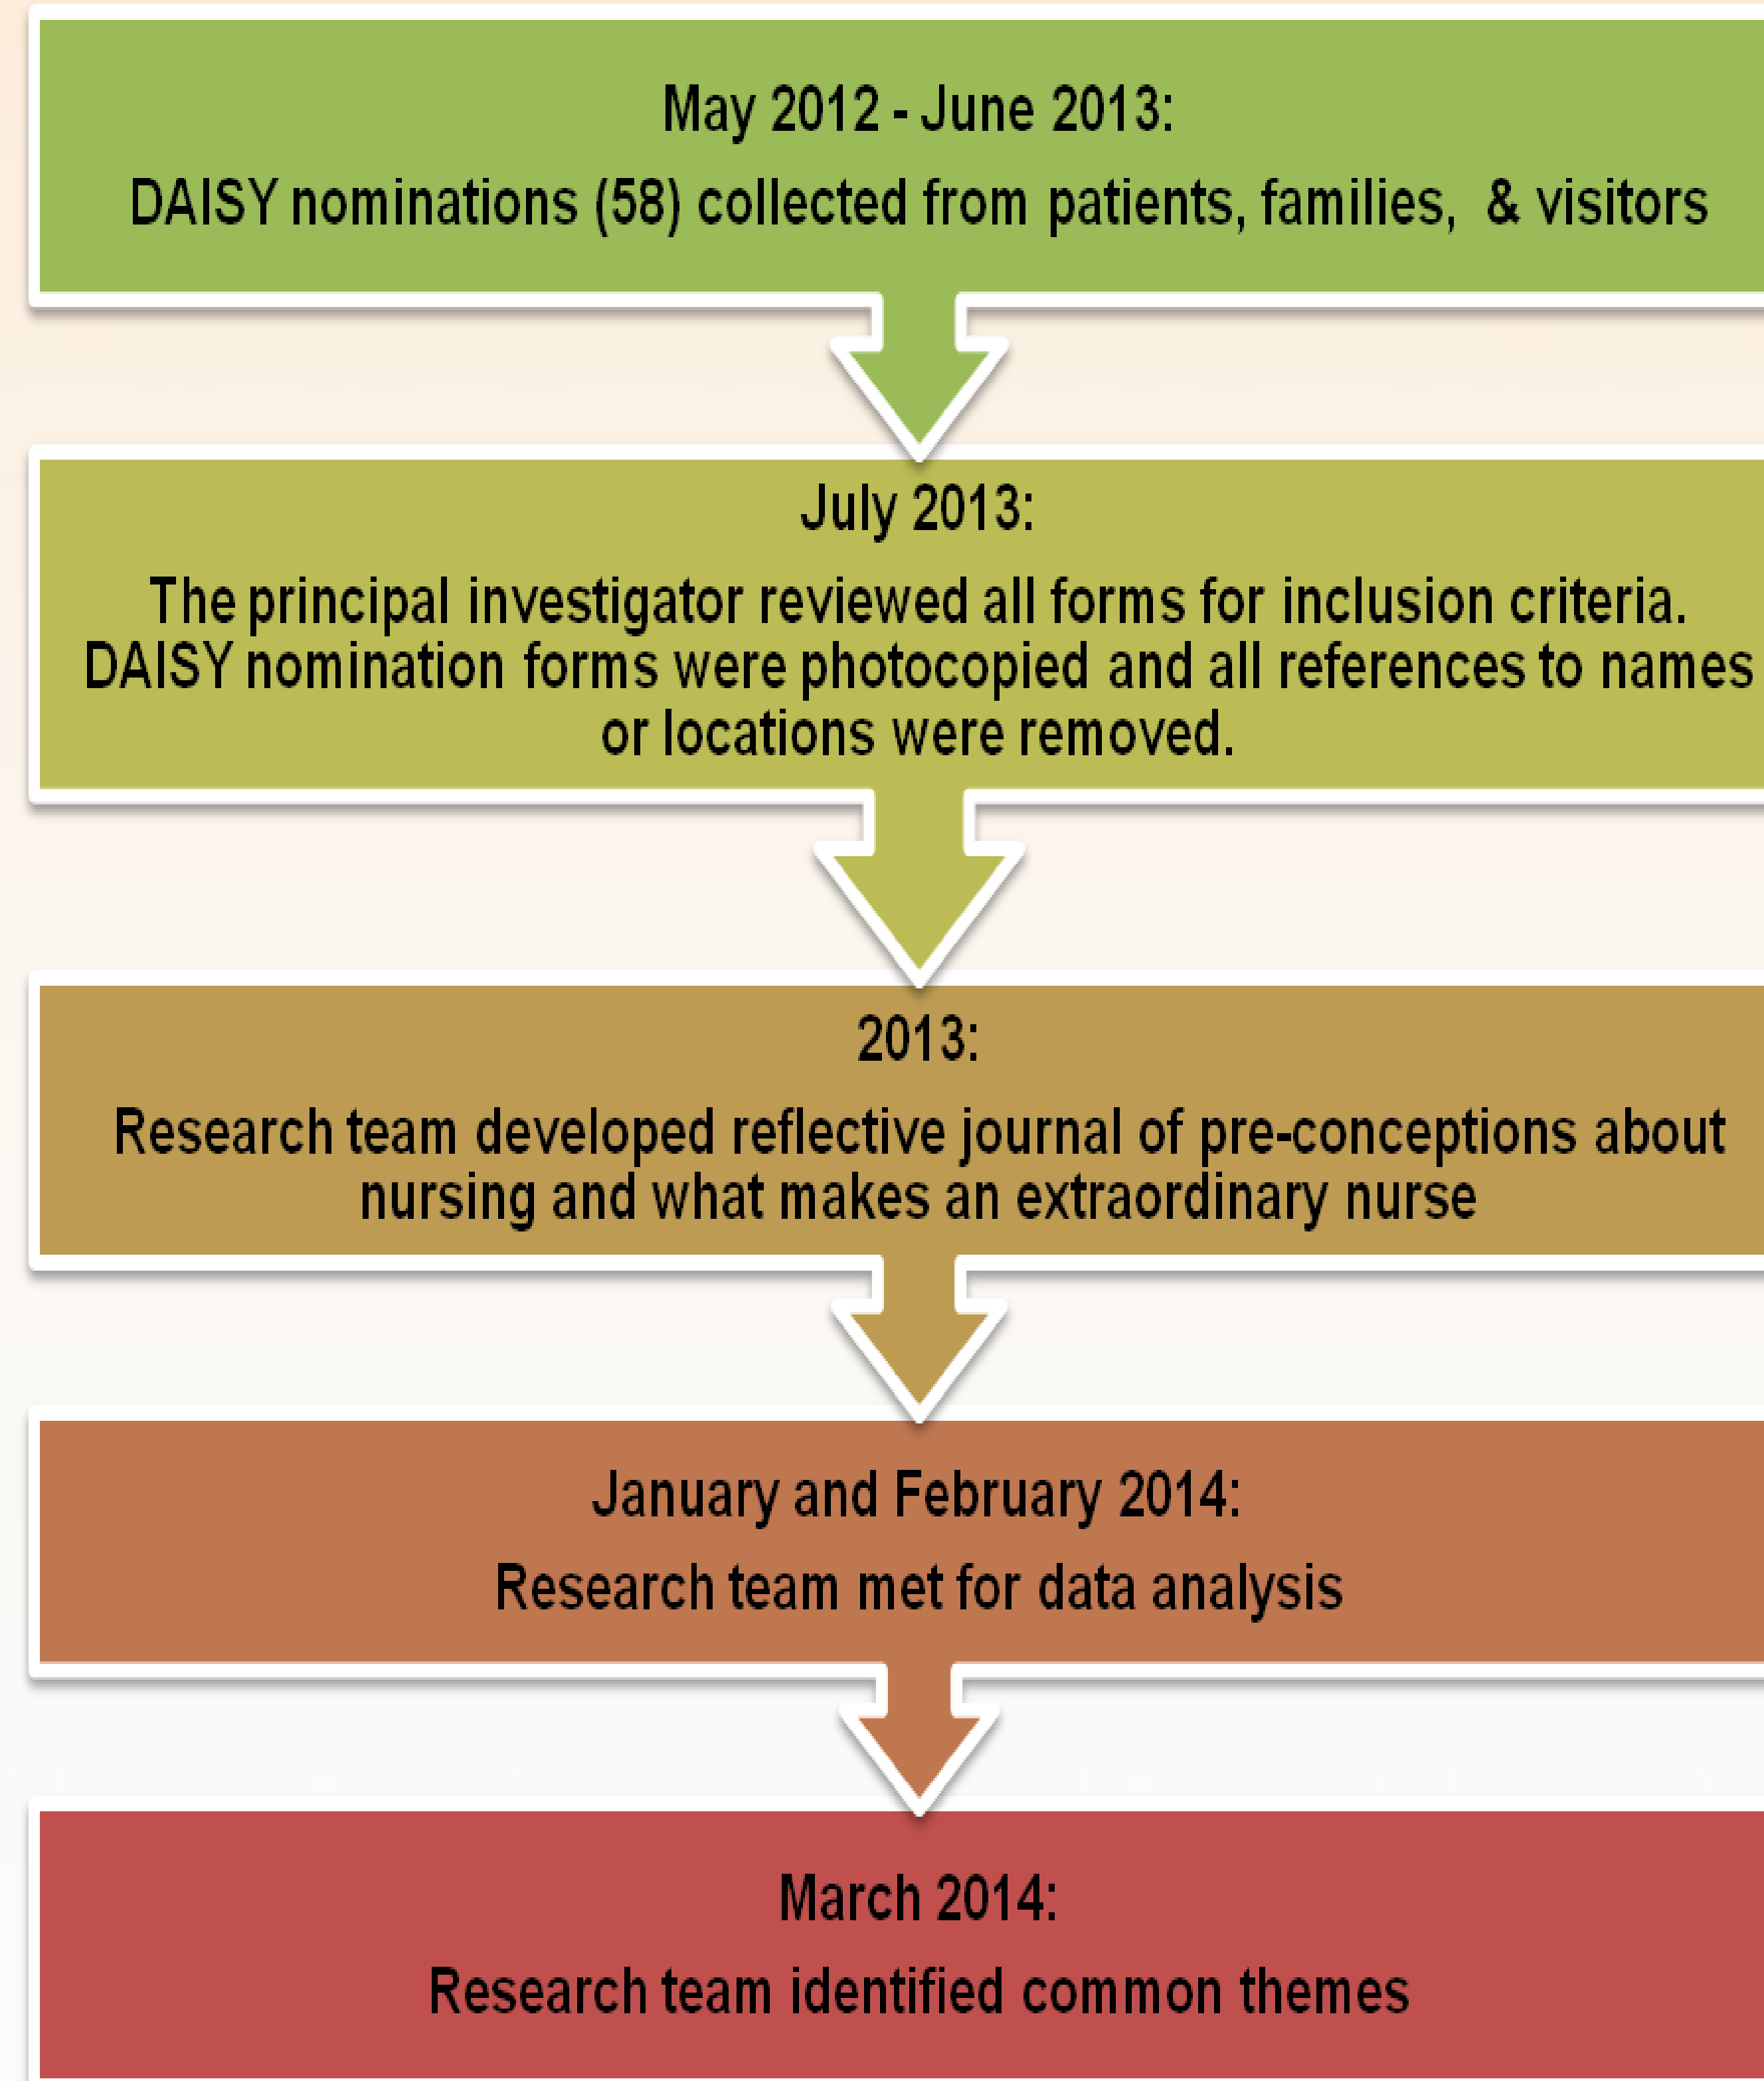 May 2012 - June 2013:
DAISY nominations (58) collected from patients, families, & visitors
July 2013:
The principal investigator reviewed all forms for inclusion criteria.
DAISY nomination forms were photocopied and all references to names
or locations were removed.
2013:
Research team developed reflective journal of pre-conceptions about
nursing and what makes an extraordinary nurse
January and February 2014:
Research team met for data analysis
March 2014:
Research team identified common themes